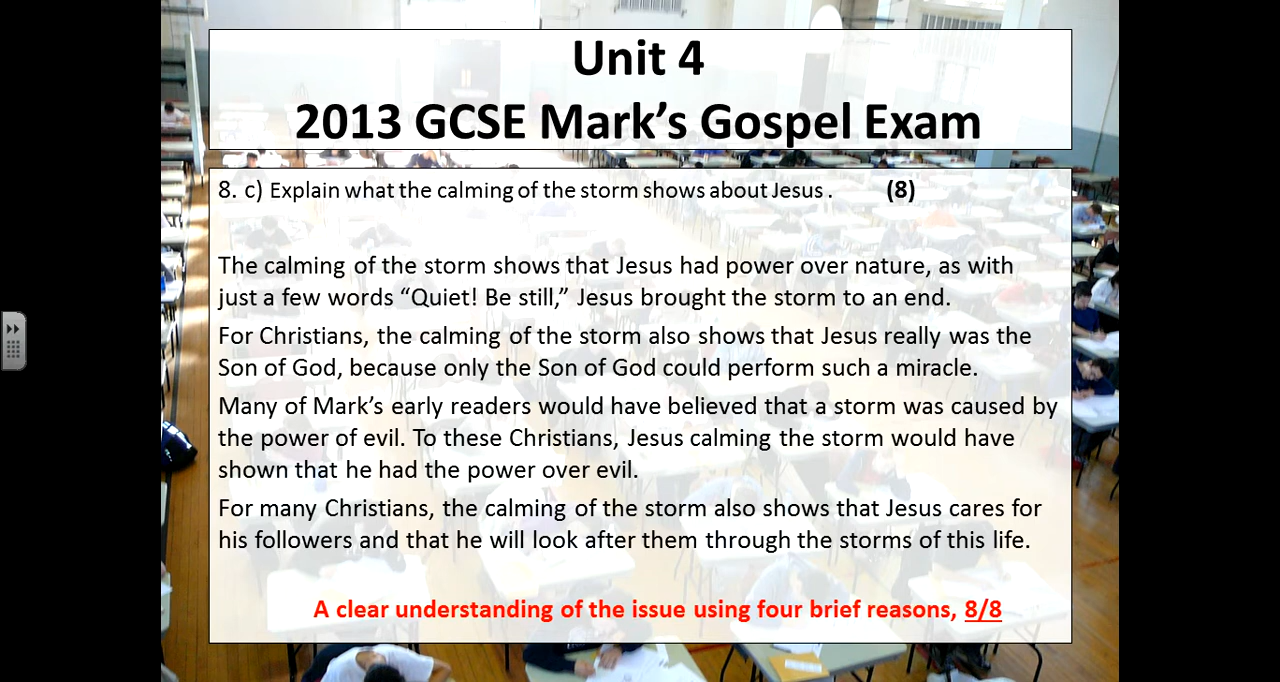 Unit 4
2013 GCSE Mark’s Gospel Exam
8. c) Explain what the calming of the storm shows about Jesus . (8)
The calming of the storm shows that Jesus had power over nature, as with
just a few words “Quiet! Be still,” Jesus brought the storm to an end.
For Christians, the calming of the storm also shows that Jesus really was the
Son of God, because only the Son of God could perform such a miracle.
Many of Mark’s early readers would have believed that a storm was caused by
the power of evil. To these Christians, Jesus calming the storm would have
shown that he had the power over evil.
For many Christians, the calming of the storm also shows that Jesus cares for
his followers and that he will look after them through the storms of this life.
A clear understanding of the issue using four brief reasons, 8/8